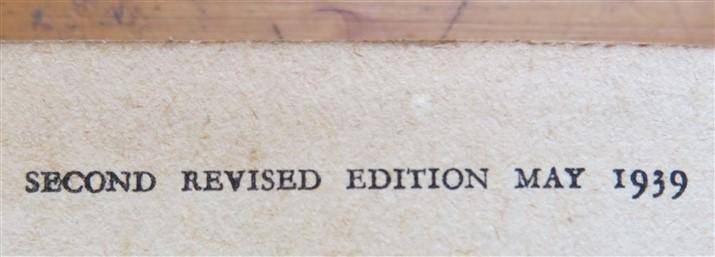 SECOND REVISED EDITION MAY 1939